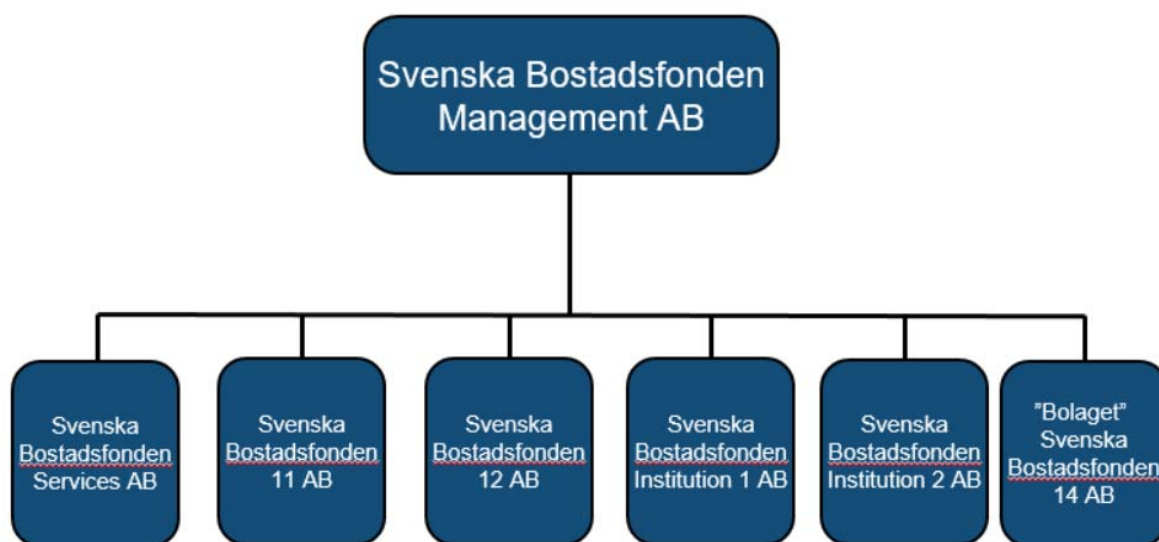 Svenska Bostadsfonden
Management AB
Svenska
Bostadsfonden
Services AB
Svenska
Bostadsfonden
11 AB
Svenska
Bostadsfonden
12 AB
Svenska
Bostadsfonden
Institution 1 AB
Svenska
Bostadsfonden
Institution 2 AB
”Bolaget”
Svenska
Bostadsfonden
14 AB